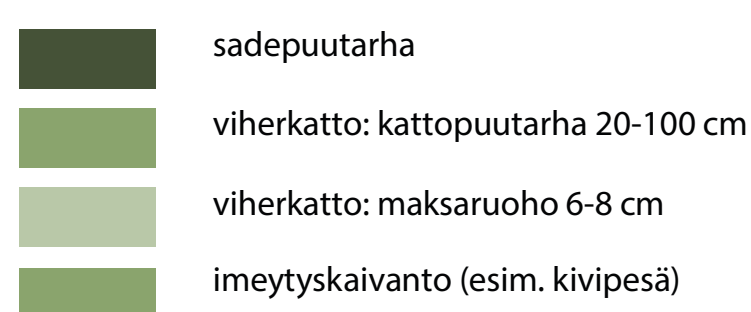 sadepuutarha
viherkatto: kattopuutarha 20-100 cm
viherkatto: maksaruoho 6-8 cm
imeytyskaivanto (esim. kivipesä)